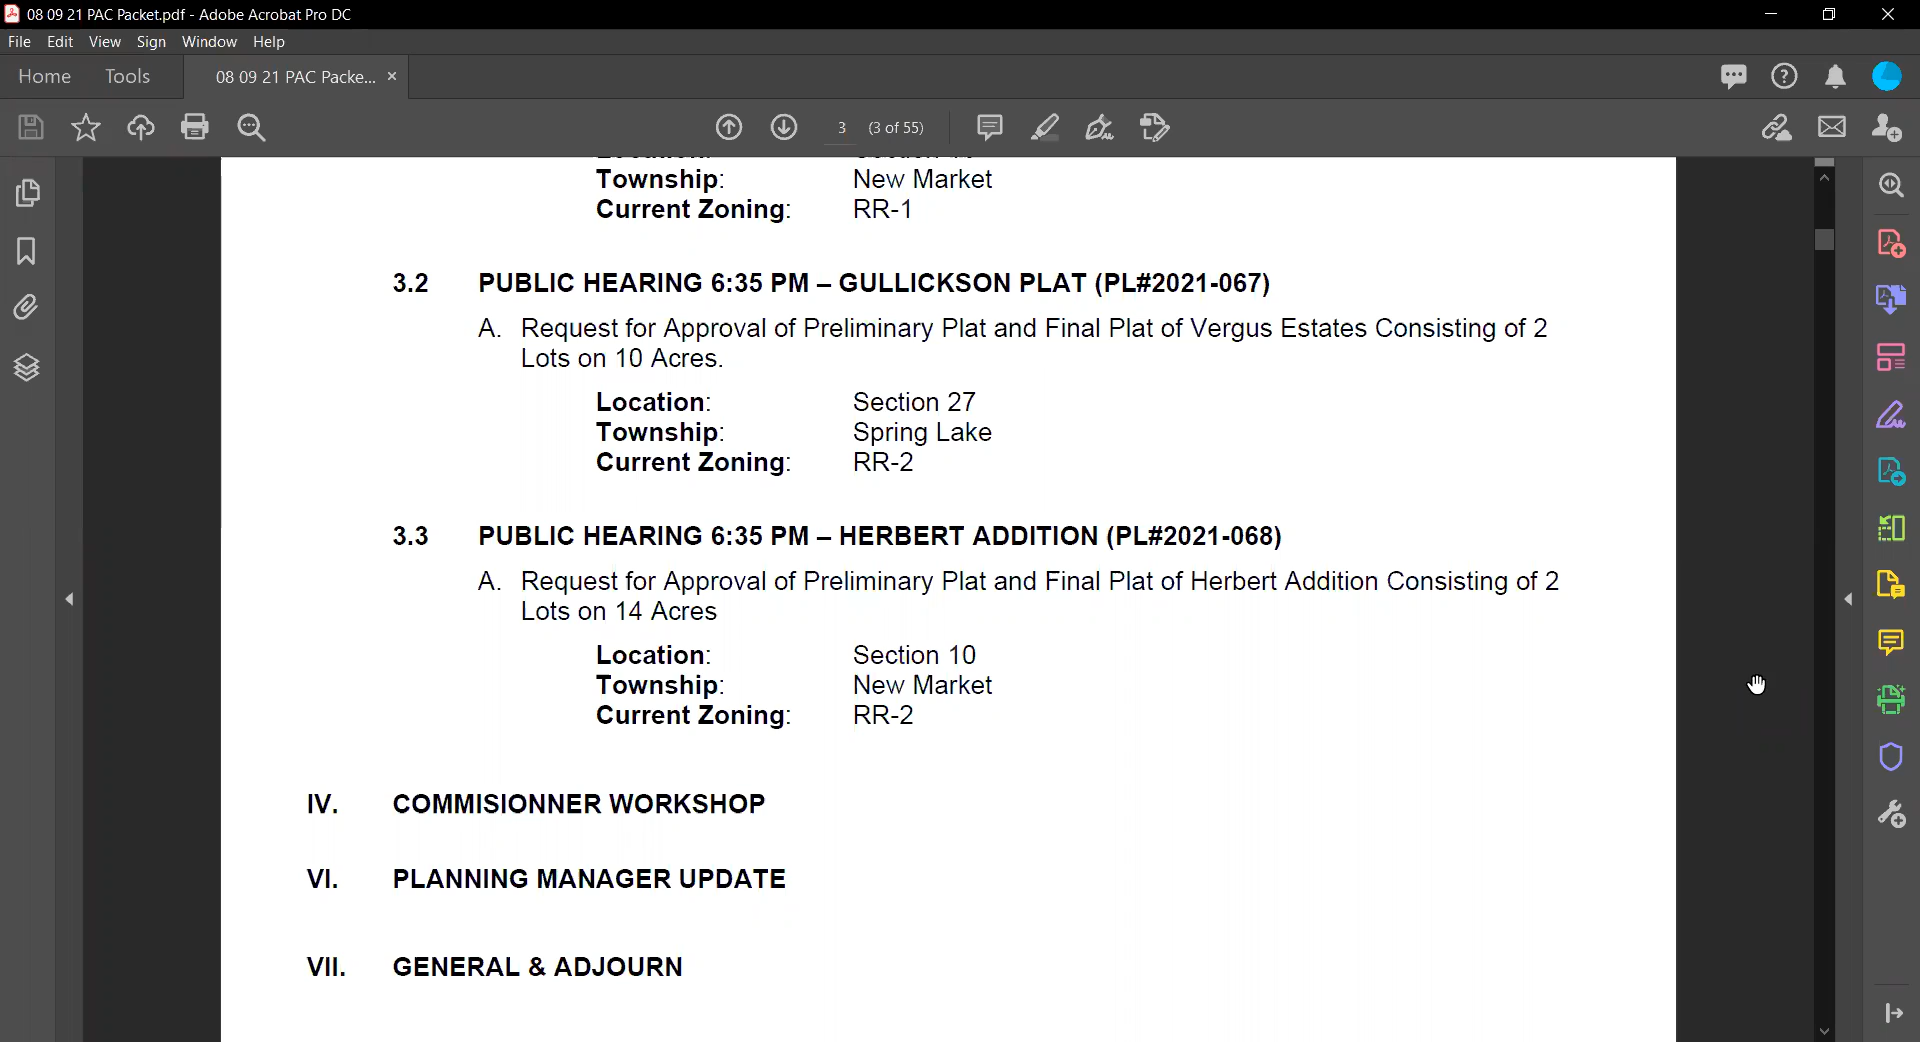 08 09 21 PAC Packet.pdf - Adobe Acrobat Pro DC
File Edit View Sign Window Help
Home Tools 08 09 21 PAC Packe... ×
3 (3 of 55)
Township: New Market
Current Zoning: RR-1
3.2 PUBLIC HEARING 6:35 PM – GULLICKSON PLAT (PL#2021-067)
A. Request for Approval of Preliminary Plat and Final Plat of Vergus Estates Consisting of 2
Lots on 10 Acres.
Location: Section 27
Township: Spring Lake
Current Zoning: RR-2
3.3 PUBLIC HEARING 6:35 PM – HERBERT ADDITION (PL#2021-068)
A. Request for Approval of Preliminary Plat and Final Plat of Herbert Addition Consisting of 2
Lots on 14 Acres
Location: Section 10
Township: New Market
Current Zoning: RR-2
IV. COMMISIONNER WORKSHOP
VI. PLANNING MANAGER UPDATE
VII. GENERAL & ADJOURN